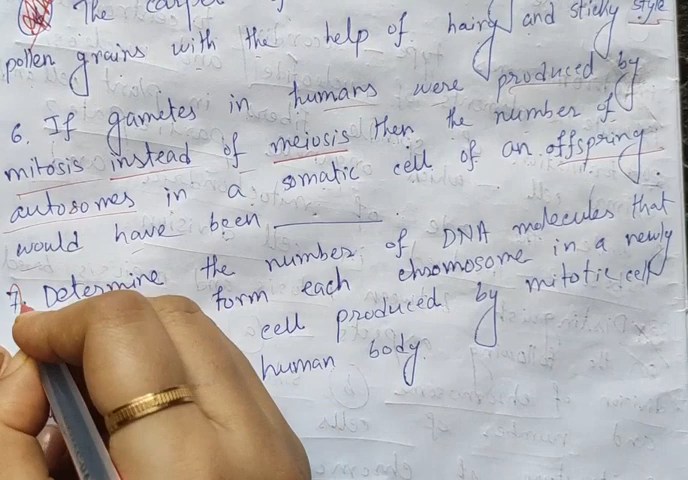 The carpel of
pollen grains with the help of hairy and sticky style
6. If gametes in humans were produced by
mitosis instead of meiosis then the number of
autosomes in a somatic cell of an offspring
would have been ________.
7. Determine the number of DNA molecules that
form each chromosome in a newly
cell produced by mitotic cell
human body